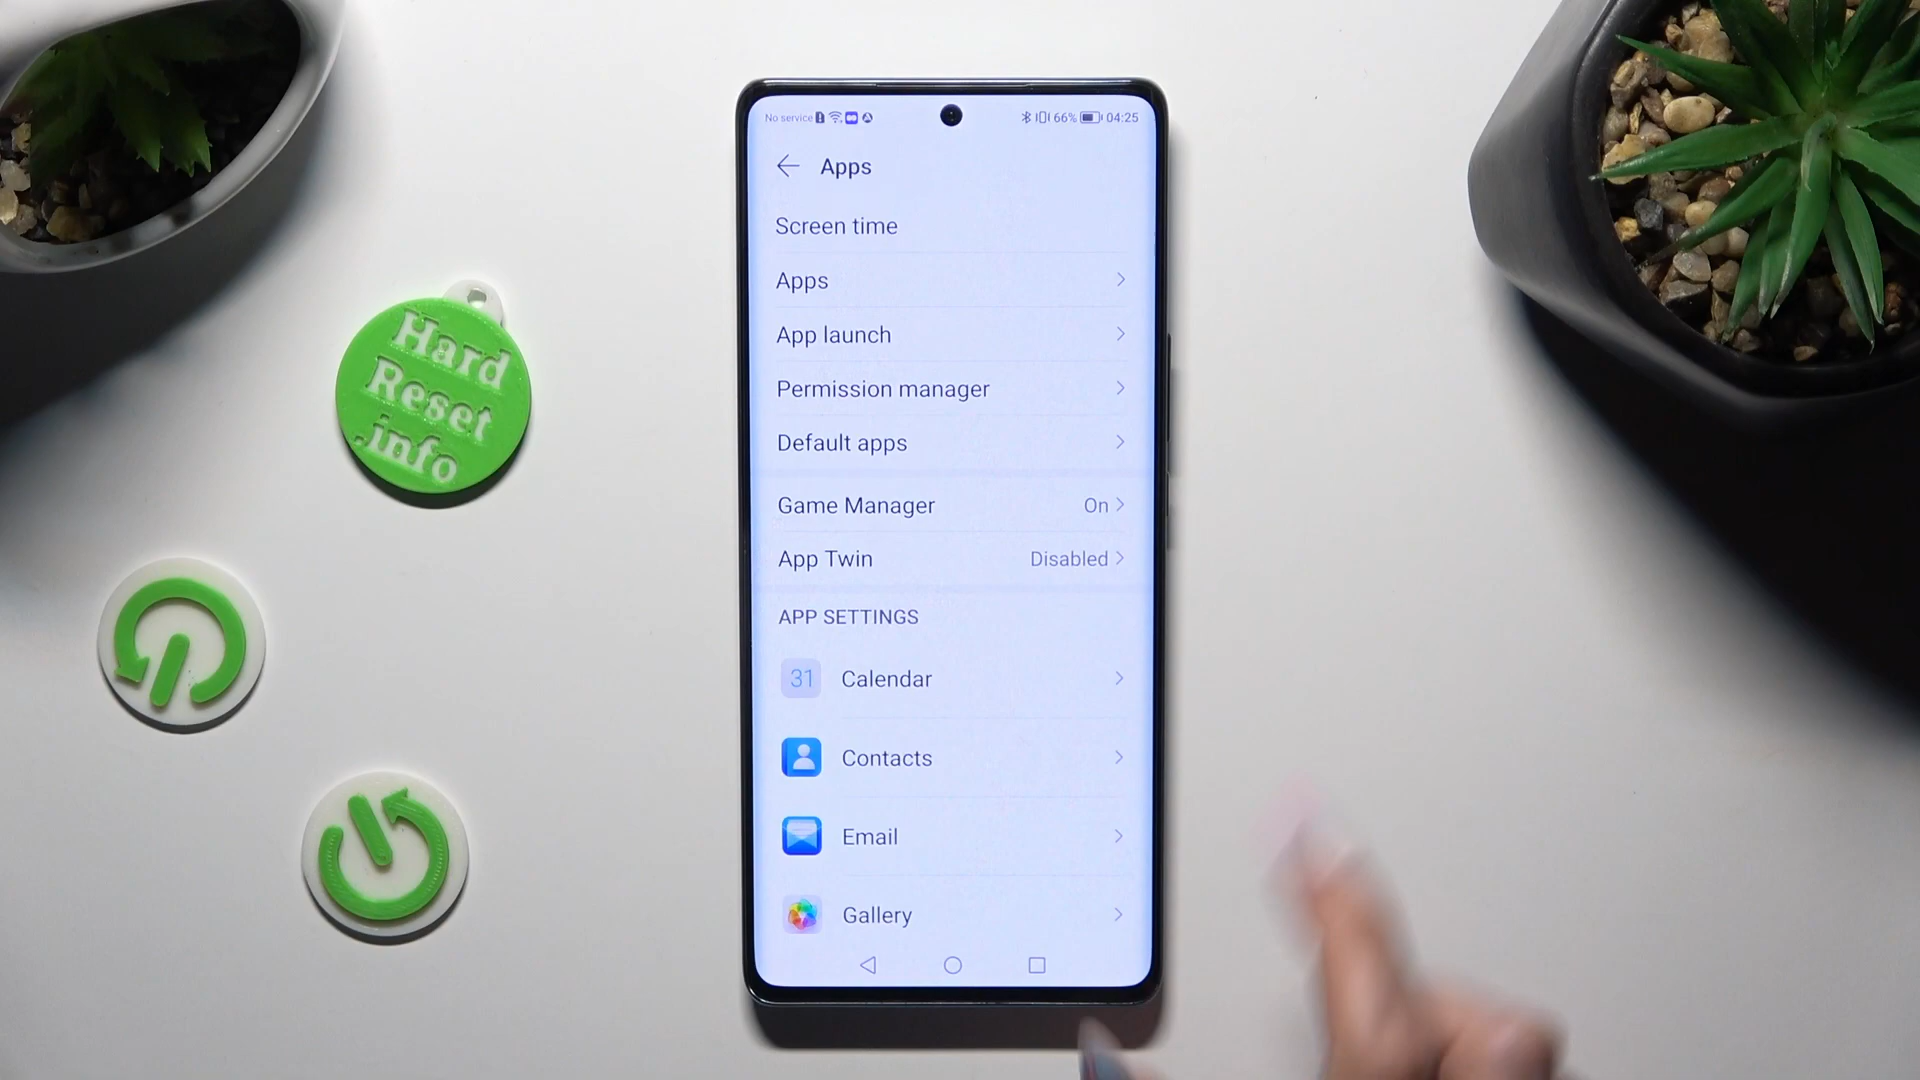 No service 66% 04:25
Apps
Screen time
Apps
App launch
Permission manager
Default apps
Game Manager On
App Twin Disabled
APP SETTINGS
31 Calendar
Contacts
Email
Gallery
Hard
Reset
.info